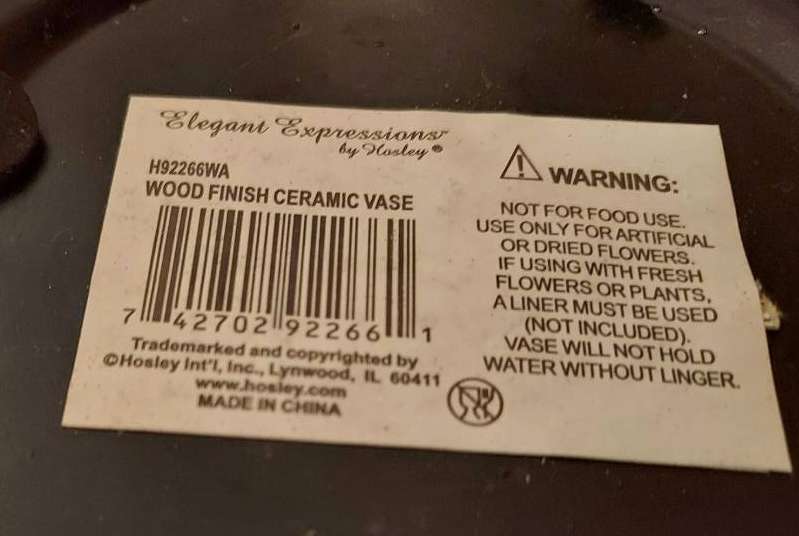 Elegant Expressions™
by Hosley®
H92266WA
WOOD FINISH CERAMIC VASE
7 42702 92266 1
Trademarked and copyrighted by
©Hosley Int'l, Inc., Lynwood, IL 60411
www.hosley.com
MADE IN CHINA
WARNING:
NOT FOR FOOD USE.
USE ONLY FOR ARTIFICIAL
OR DRIED FLOWERS.
IF USING WITH FRESH
FLOWERS OR PLANTS,
A LINER MUST BE USED
(NOT INCLUDED).
VASE WILL NOT HOLD
WATER WITHOUT LINGER.